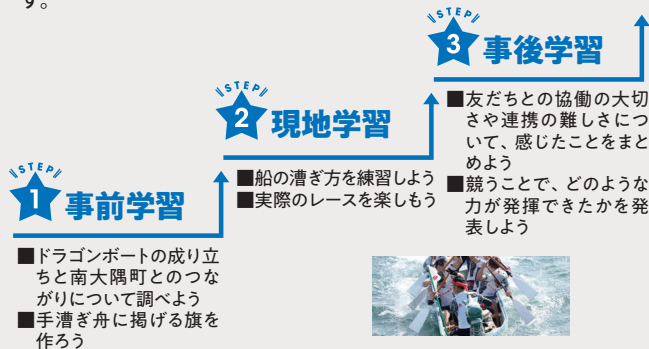 す。
STEP
1 事前学習
■ドラゴンボートの成り立
ちと南大隅町とのつな
がりについて調べよう
■手漕ぎ舟に掲げる旗を
作ろう
STEP
2 現地学習
■船の漕ぎ方を練習しよう
■実際のレースを楽しもう
STEP
3 事後学習
■友だちとの協働の大切
さや連携の難しさにつ
いて、感じたことをまと
めよう
■競うことで、どのような
力が発揮できたかを発
表しよう